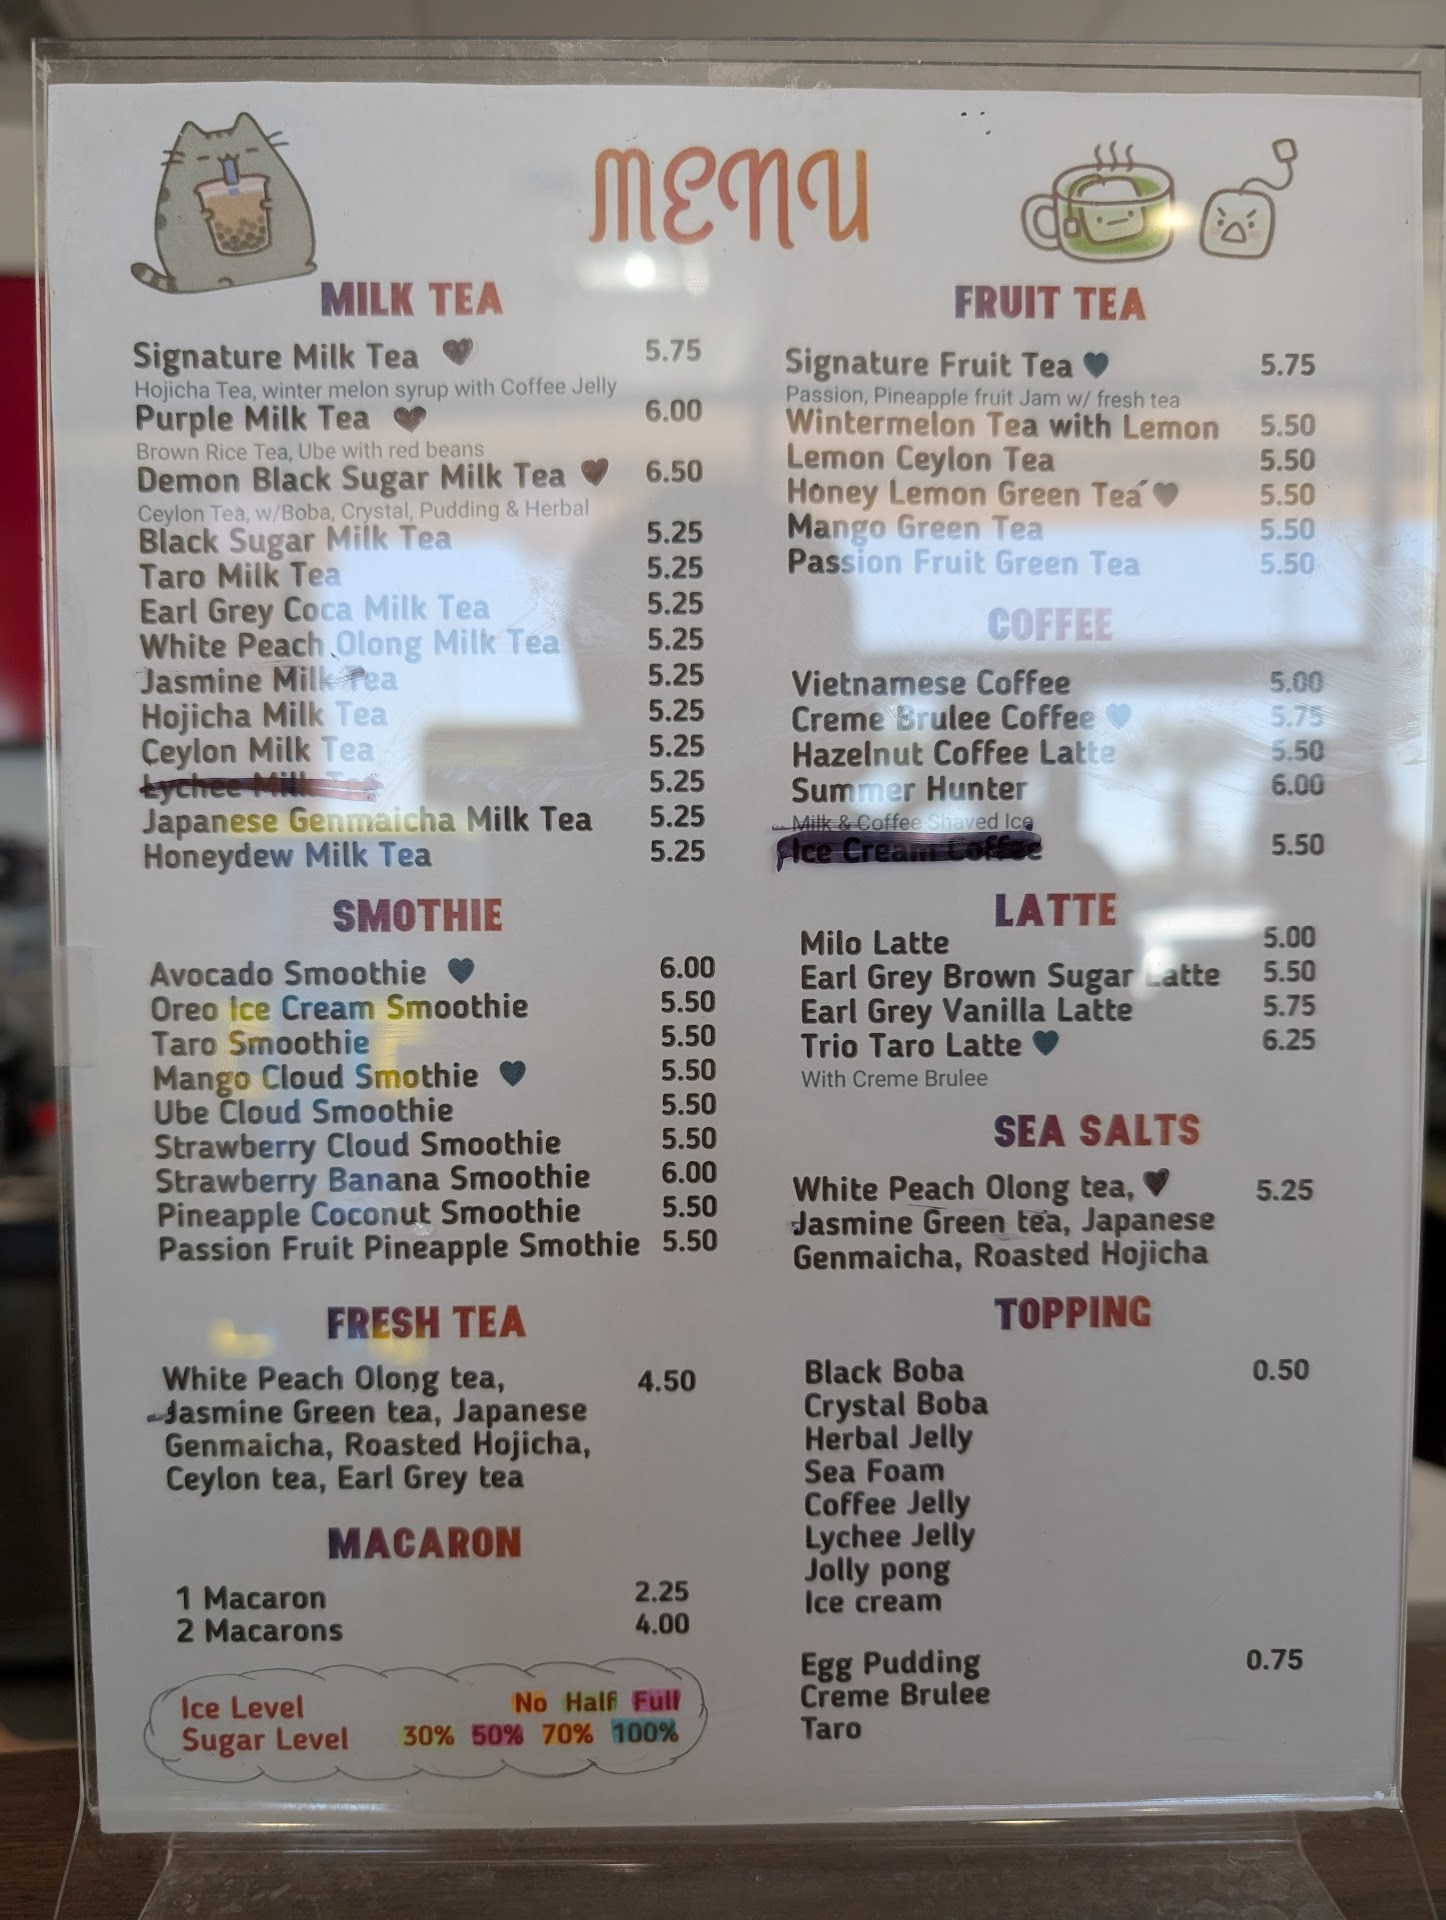 MENU
MILK TEA
Signature Milk Tea 5.75
Hojicha Tea, winter melon syrup with Coffee Jelly
Purple Milk Tea 6.00
Brown Rice Tea, Ube with red beans
Demon Black Sugar Milk Tea 6.50
Ceylon Tea, w/Boba, Crystal, Pudding & Herbal
Black Sugar Milk Tea 5.25
Taro Milk Tea 5.25
Earl Grey Coca Milk Tea 5.25
White Peach Olong Milk Tea 5.25
Jasmine Milk Tea 5.25
Hojicha Milk Tea 5.25
Ceylon Milk Tea 5.25
Lychee Milk Tea 5.25
Japanese Genmaicha Milk Tea 5.25
Honeydew Milk Tea 5.25
SMOTHIE
Avocado Smoothie 6.00
Oreo Ice Cream Smoothie 5.50
Taro Smoothie 5.50
Mango Cloud Smothie 5.50
Ube Cloud Smoothie 5.50
Strawberry Cloud Smoothie 5.50
Strawberry Banana Smoothie 6.00
Pineapple Coconut Smoothie 5.50
Passion Fruit Pineapple Smothie 5.50
FRESH TEA
White Peach Olong tea, 4.50
Jasmine Green tea, Japanese
Genmaicha, Roasted Hojicha,
Ceylon tea, Earl Grey tea
MACARON
1 Macaron 2.25
2 Macarons 4.00
Ice Level No Half Full
Sugar Level 30% 50% 70% 100%
FRUIT TEA
Signature Fruit Tea 5.75
Passion, Pineapple fruit Jam w/ fresh tea
Wintermelon Tea with Lemon 5.50
Lemon Ceylon Tea 5.50
Honey Lemon Green Tea 5.50
Mango Green Tea 5.50
Passion Fruit Green Tea 5.50
COFFEE
Vietnamese Coffee 5.00
Creme Brulee Coffee 5.75
Hazelnut Coffee Latte 5.50
Summer Hunter 6.00
Milk & Coffee Shaved Ice
Ice Cream Coffee 5.50
LATTE
Milo Latte 5.00
Earl Grey Brown Sugar Latte 5.50
Earl Grey Vanilla Latte 5.75
Trio Taro Latte 6.25
With Creme Brulee
SEA SALTS
White Peach Olong tea, 5.25
Jasmine Green tea, Japanese
Genmaicha, Roasted Hojicha
TOPPING
Black Boba 0.50
Crystal Boba
Herbal Jelly
Sea Foam
Coffee Jelly
Lychee Jelly
Jolly pong
Ice cream
Egg Pudding 0.75
Creme Brulee
Taro